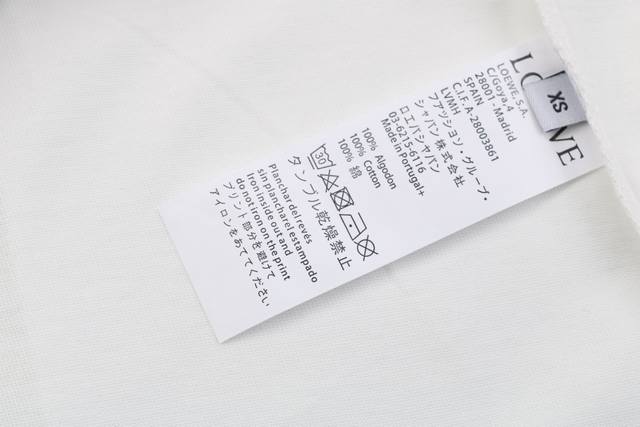 LOEWE
XS
LOEWE, S.A.
C/Goya, 4
28001 - Madrid
SPAIN
C.I.F.A-28003861
LVMH
ファッション・グループ・
ジャパン株式会社
ロエベジャパン
03-6215-6116
Made in Portugal+
100% Algodon
100% Cotton
100% 綿
30
タンブル乾燥禁止
Planchar del revés
sin planchar el estampado
Iron inside out and
do not iron on the print
プリント部分を避けて
アイロンをあててください